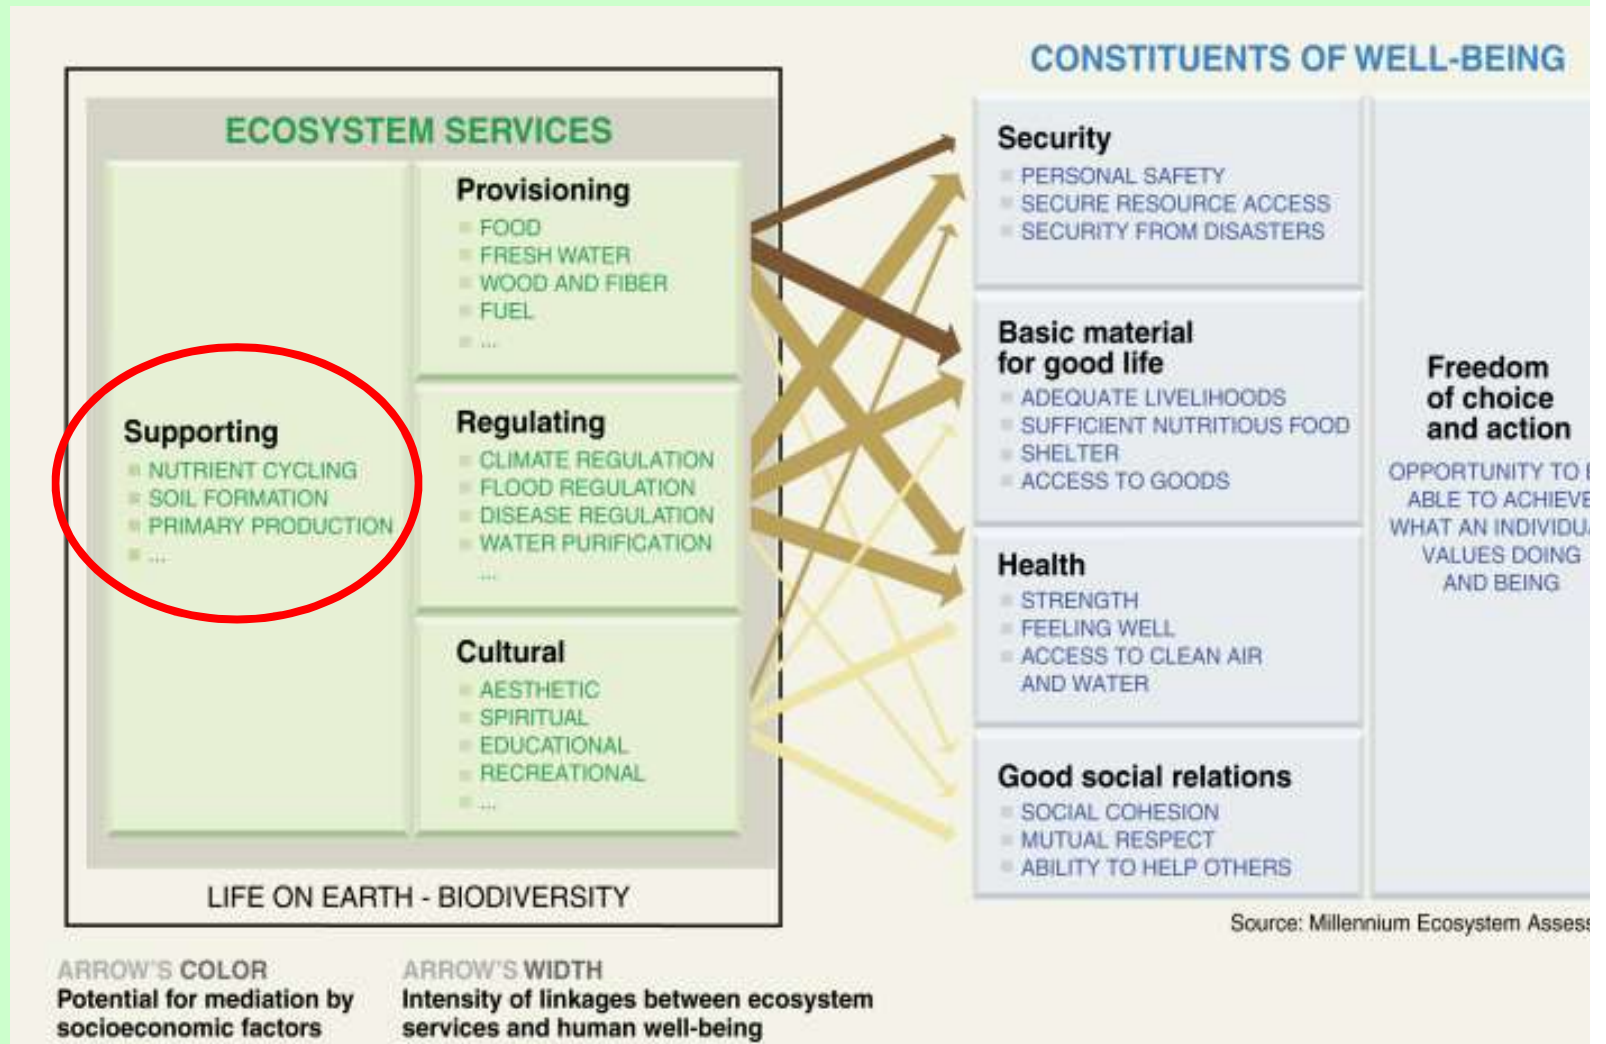 CONSTITUENTS OF WELL-BEING
ECOSYSTEM SERVICES
Supporting
NUTRIENT CYCLING
SOIL FORMATION
PRIMARY PRODUCTION
...
Provisioning
FOOD
FRESH WATER
WOOD AND FIBER
FUEL
...
Regulating
CLIMATE REGULATION
FLOOD REGULATION
DISEASE REGULATION
WATER PURIFICATION
...
Cultural
AESTHETIC
SPIRITUAL
EDUCATIONAL
RECREATIONAL
...
LIFE ON EARTH - BIODIVERSITY
Security
PERSONAL SAFETY
SECURE RESOURCE ACCESS
SECURITY FROM DISASTERS
Basic material
for good life
ADEQUATE LIVELIHOODS
SUFFICIENT NUTRITIOUS FOOD
SHELTER
ACCESS TO GOODS
Health
STRENGTH
FEELING WELL
ACCESS TO CLEAN AIR
AND WATER
Good social relations
SOCIAL COHESION
MUTUAL RESPECT
ABILITY TO HELP OTHERS
Freedom
of choice
and action
OPPORTUNITY TO
ABLE TO ACHIEVE
WHAT AN
VALUES DOING
AND BEING
Source: Millennium Ecosystem
ARROW'S COLOR
Potential for mediation by
socioeconomic factors
ARROW'S WIDTH
Intensity of linkages between ecosystem
services and human well-being